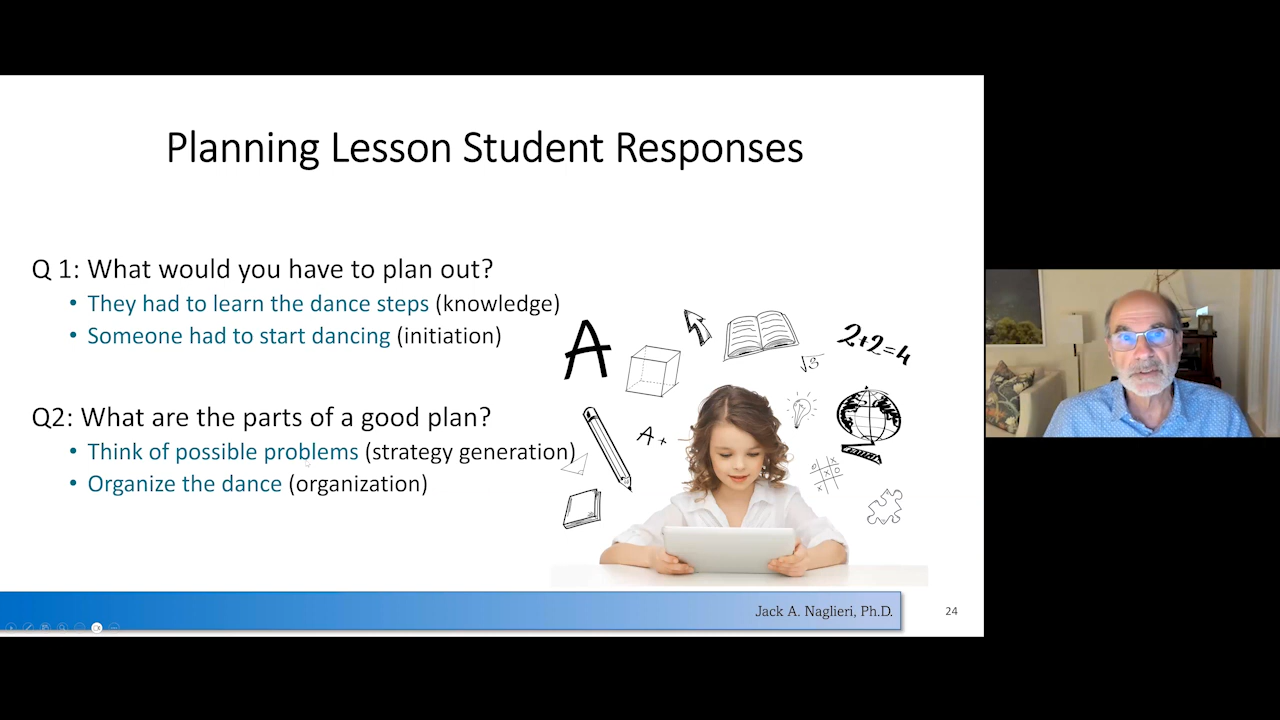 Planning Lesson Student Responses
Q 1: What would you have to plan out?
• They had to learn the dance steps (knowledge)
• Someone had to start dancing (initiation)
Q2: What are the parts of a good plan?
• Think of possible problems (strategy generation)
• Organize the dance (organization)
A
√3
2+2=4
A+
Jack A. Naglieri, Ph.D.
24